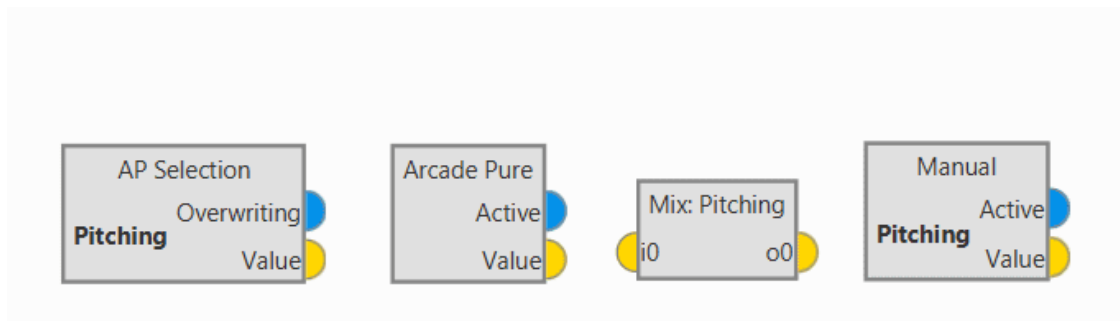 AP Selection
Overwriting
Pitching
Value
Arcade Pure
Active
Value
Mix: Pitching
i0 o0
Manual
Active
Pitching
Value